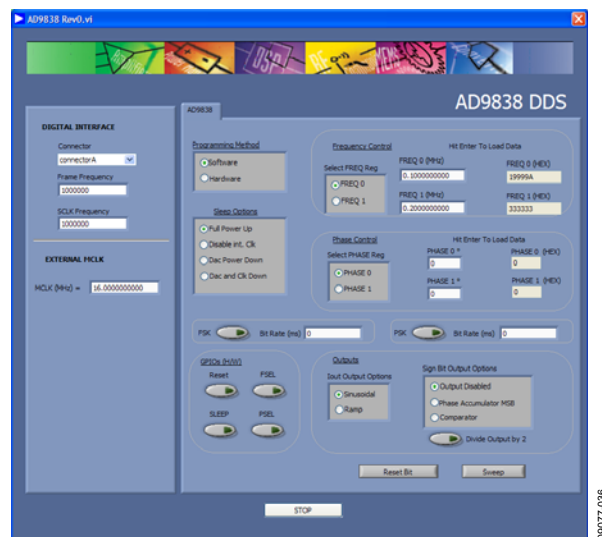 AD9838 Rev0.vi
DSP
RF
MEMS
AD9838
AD9838 DDS
DIGITAL INTERFACE
Connector
connectorA
Frame Frequency
1000000
SCLK Frequency
1000000
EXTERNAL MCLK
MCLK (MHz) = 16.0000000000
Programming Method
Software
Hardware
Sleep Options
Full Power Up
Disable int. Clk
Dac Power Down
Dac and Clk Down
Frequency Control
Hit Enter To Load Data
Select FREQ Reg
FREQ 0
FREQ 1
FREQ 0 (MHz)
0.1000000000
FREQ 0 (HEX)
19999A
FREQ 1 (MHz)
0.2000000000
FREQ 1 (HEX)
333333
Phase Control
Hit Enter To Load Data
Select PHASE Reg
PHASE 0
PHASE 1
PHASE 0 °
0
PHASE 0 (HEX)
0
PHASE 1 °
0
PHASE 1 (HEX)
0
FSK
Bit Rate (ms) 0
PSK
Bit Rate (ms) 0
GPIOs (H/W)
Reset
FSEL
SLEEP
PSEL
Outputs
Iout Output Options
Sinusoidal
Ramp
Sign Bit Output Options
Output Disabled
Phase Accumulator MSB
Comparator
Divide Output by 2
Reset Bit
Sweep
STOP
09077-036